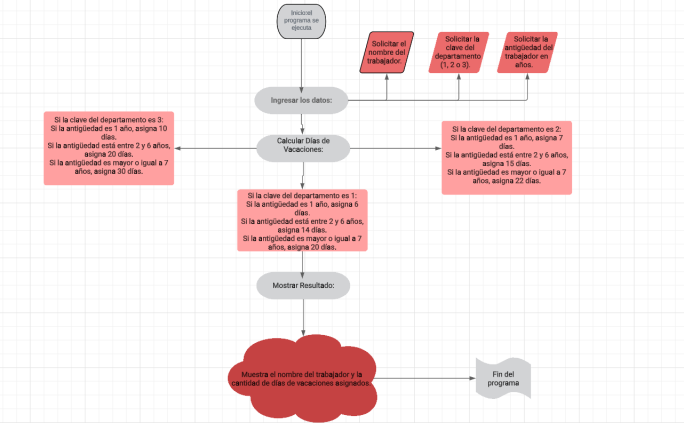 Inicio:el
programa se
ejecuta
Solicitar el
nombre del
trabajador.
Solicitar la
clave del
departamento
(1, 2 o 3).
Solicitar la
antigüedad del
trabajador en
años.
Ingresar los datos:
Si la clave del departamento es 3:
Si la antigüedad es 1 año, asigna 10
días.
Si la antigüedad está entre 2 y 6 años,
asigna 20 días.
Si la antigüedad es mayor o igual a 7
años, asigna 30 días.
Calcular Días de
Vacaciones:
Si la clave del departamento es 2:
Si la antigüedad es 1 año, asigna 7
días.
Si la antigüedad está entre 2 y 6 años,
asigna 15 días.
Si la antigüedad es mayor o igual a 7
años, asigna 22 días.
Si la clave del departamento es 1:
Si la antigüedad es 1 año, asigna 6
días.
Si la antigüedad está entre 2 y 6 años,
asigna 14 días.
Si la antigüedad es mayor o igual a 7
años, asigna 20 días.
Mostrar Resultado:
Muestra el nombre del trabajador y la
cantidad de días de vacaciones asignados.
Fin del
programa